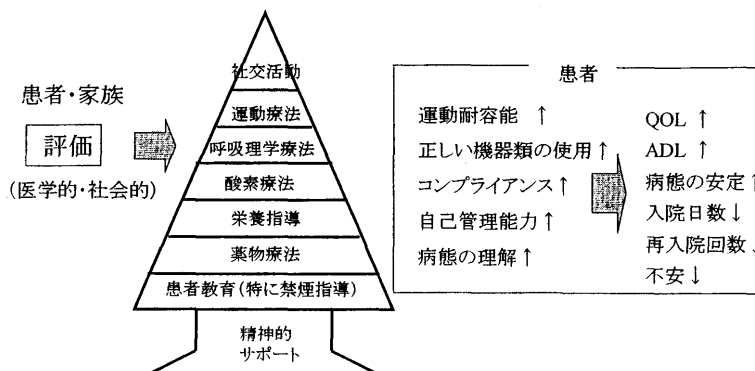 患者・家族
評価
(医学的・社会的)
社交活動
運動療法
呼吸理学療法
酸素療法
栄養指導
薬物療法
患者教育(特に禁煙指導)
精神的
サポート
患者
運動耐容能 ↑
正しい機器類の使用↑
コンプライアンス↑
自己管理能力↑
病態の理解↑
QOL ↑
ADL ↑
病態の安定↑
入院日数↓
再入院回数↓
不安↓